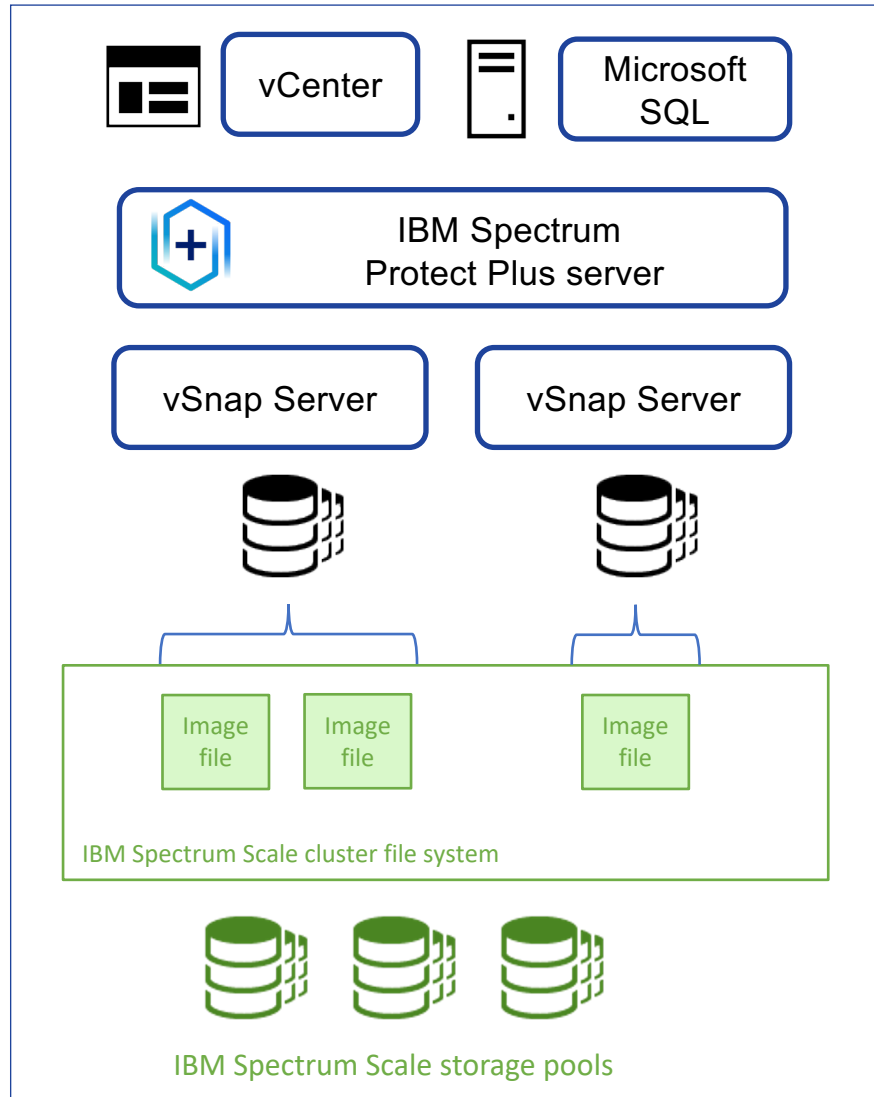 vCenter
Microsoft
SQL
IBM Spectrum
Protect Plus server
vSnap Server
vSnap Server
Image
file
Image
file
Image
file
IBM Spectrum Scale cluster file system
IBM Spectrum Scale storage pools